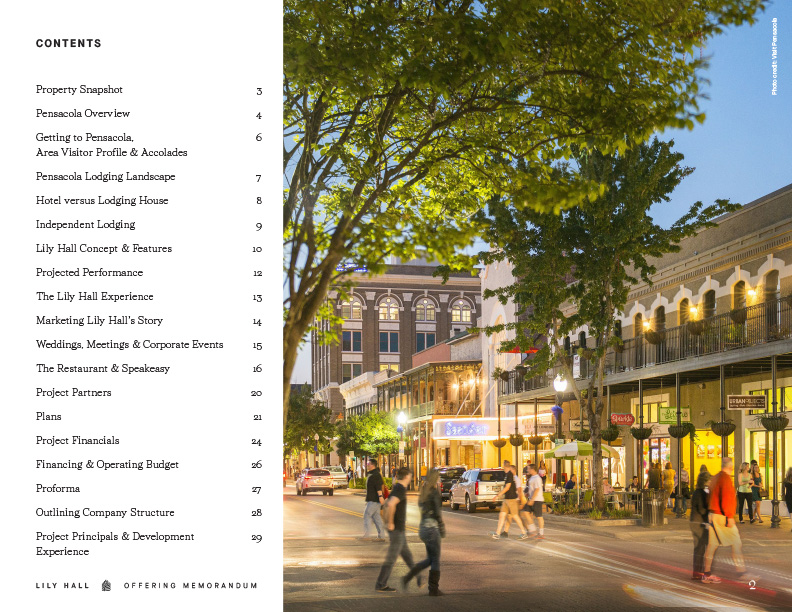 CONTENTS
Property Snapshot 3
Pensacola Overview 4
Getting to Pensacola, 6
Area Visitor Profile & Accolades
Pensacola Lodging Landscape 7
Hotel versus Lodging House 8
Independent Lodging 9
Lily Hall Concept & Features 10
Projected Performance 12
The Lily Hall Experience 13
Marketing Lily Hall's Story 14
Weddings, Meetings & Corporate Events 15
The Restaurant & Speakeasy 16
Project Partners 20
Plans 21
Project Financials 24
Financing & Operating Budget 26
Proforma 27
Outlining Company Structure 28
Project Principals & Development 29
Experience
LILY HALL OFFERING MEMORANDUM
Photo credit: Visit Pensacola
2